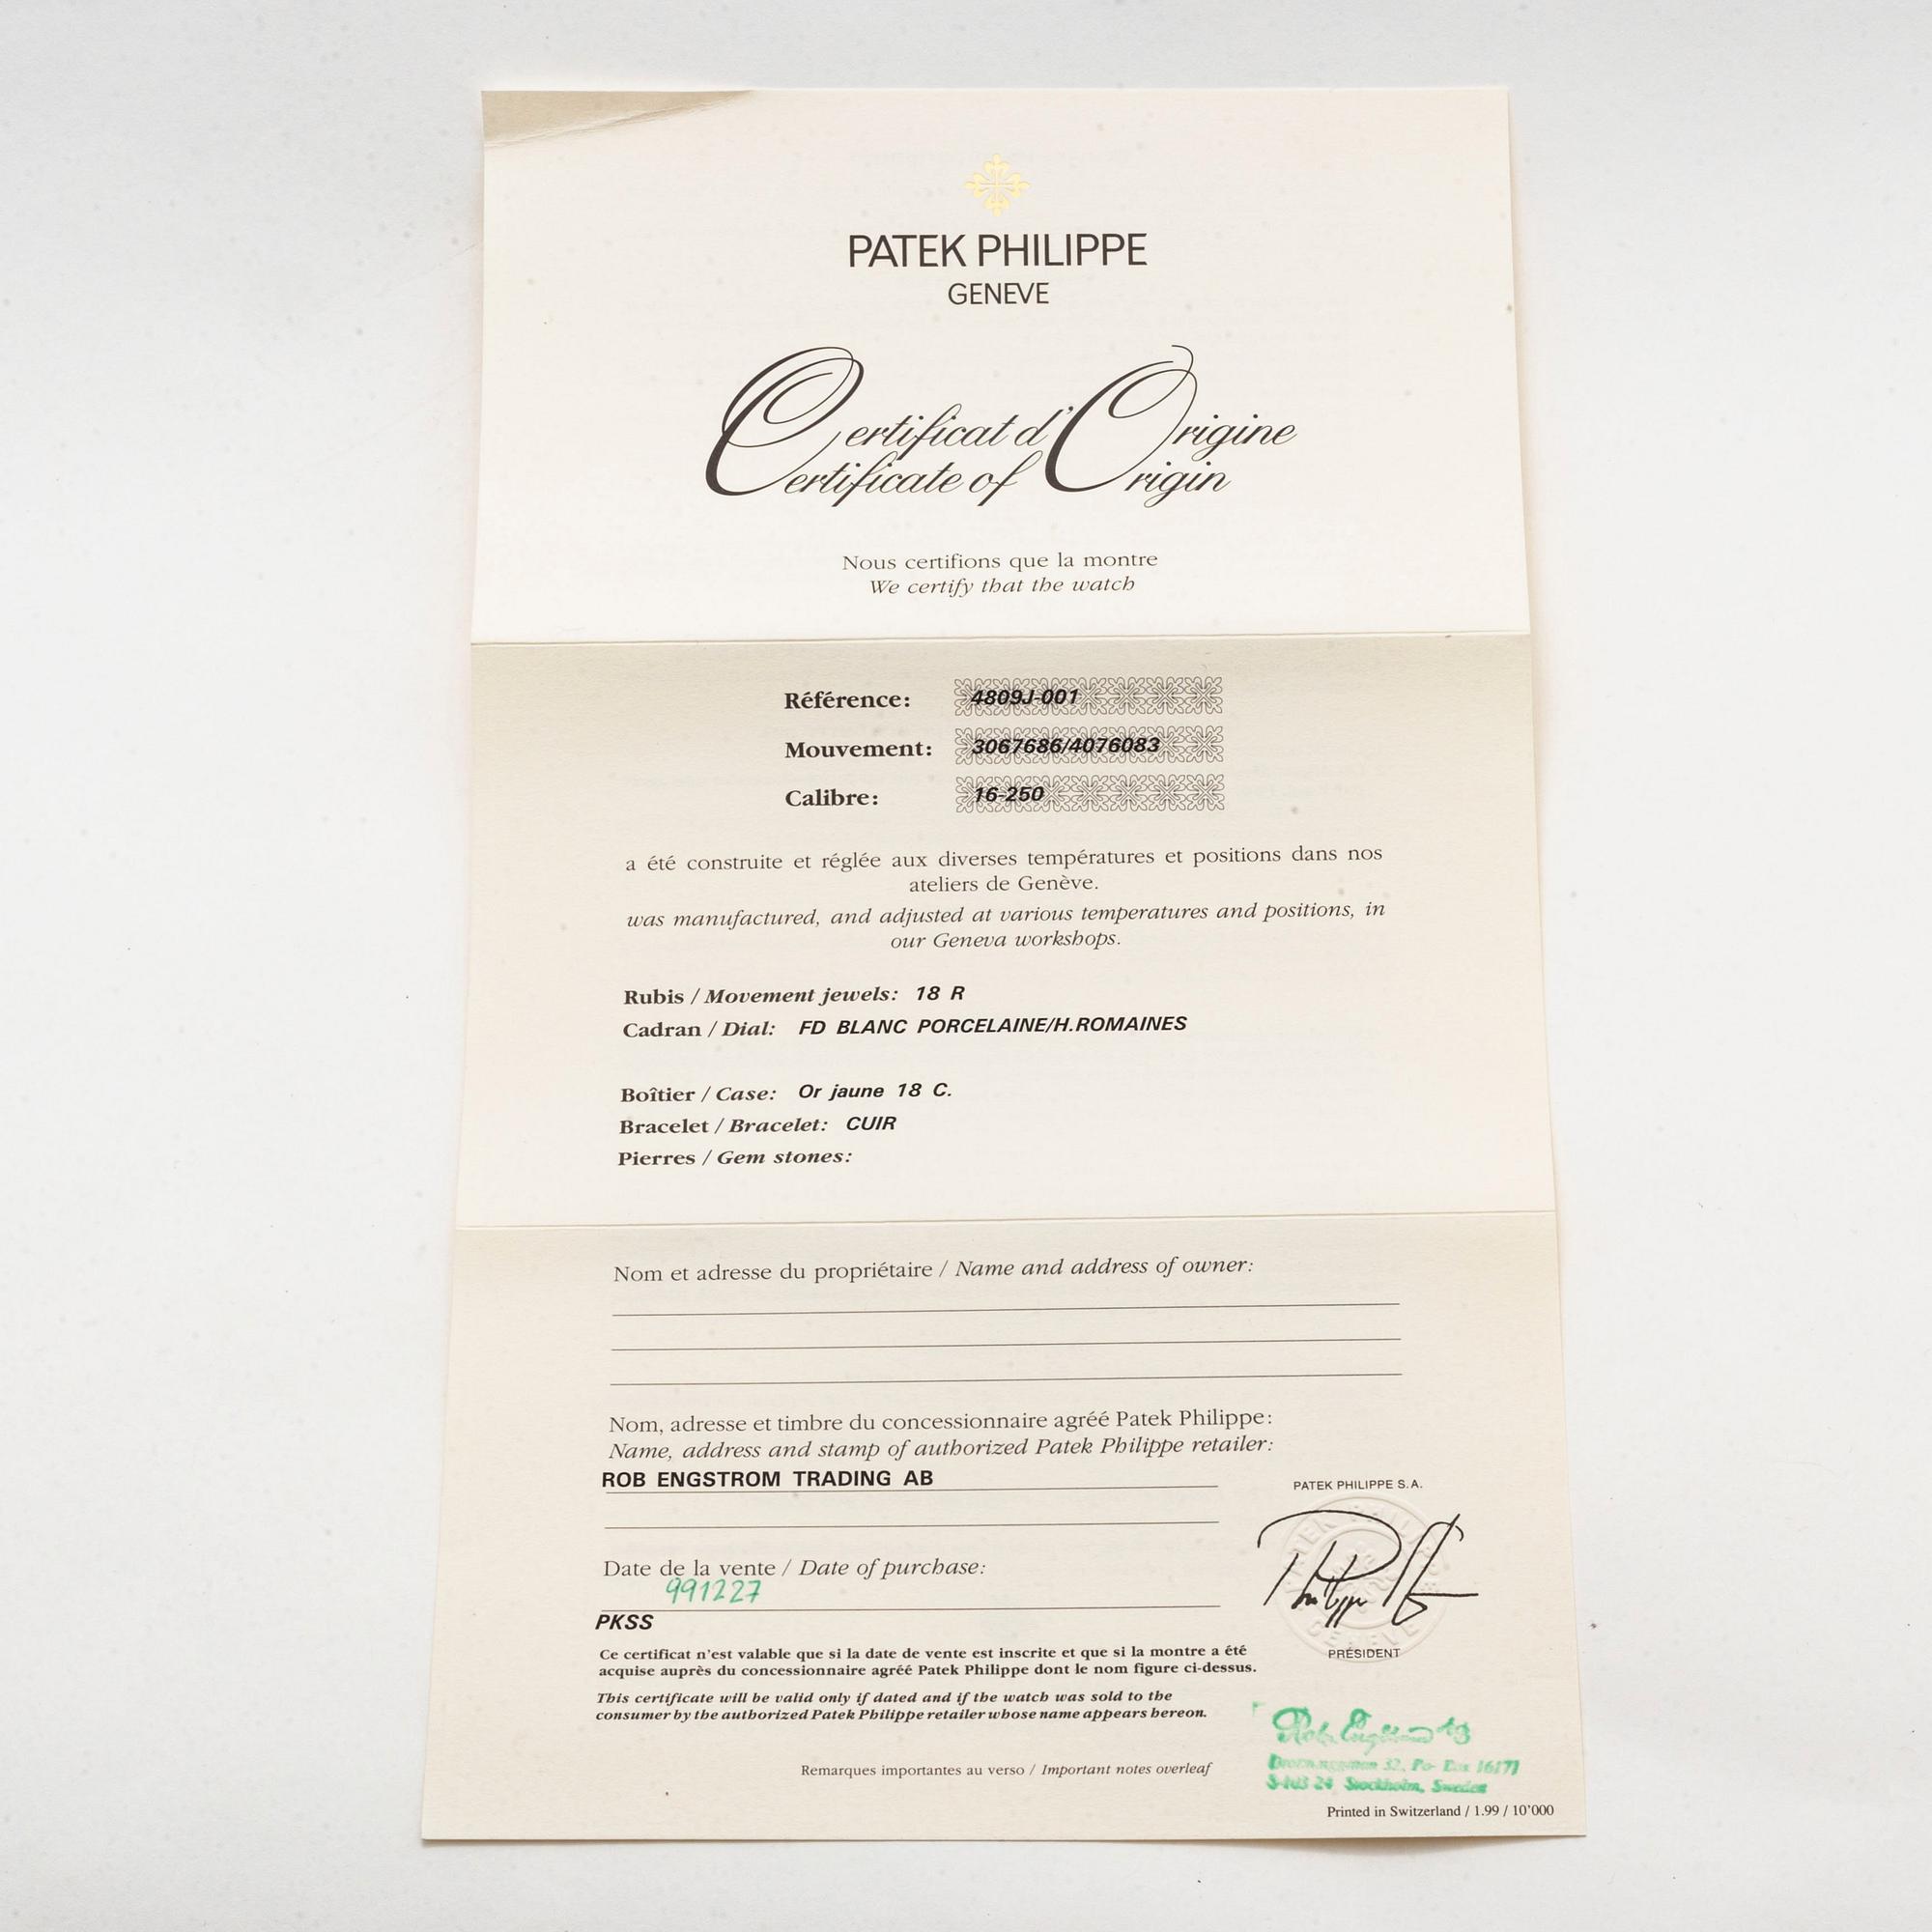 PATEK PHILIPPE
GENEVE
Certificat d'Origine
Certificate of Origin
Nous certifions que la montre
We certify that the watch
Référence: 4809J-001
Mouvement: 3067686/4076083
Calibre: 16-250
a été construite et réglée aux diverses températures et positions dans nos
ateliers de Genève.
was manufactured, and adjusted at various temperatures and positions, in
our Geneva workshops.
Rubis / Movement jewels: 18 R
Cadran / Dial: FD BLANC PORCELAINE/H.ROMAINES
Boîtier / Case: Or jaune 18 C.
Bracelet / Bracelet: CUIR
Pierres / Gem stones:
Nom et adresse du propriétaire / Name and address of owner:
Nom, adresse et timbre du concessionnaire agréé Patek Philippe:
Name, address and stamp of authorized Patek Philippe retailer:
ROB ENGSTROM TRADING AB
PATEK PHILIPPE S.A.
Date de la vente / Date of purchase:
991227
PKSS
PRÉSIDENT
Ce certificat n'est valable que si la date de vente est inscrite et que si la montre a été
acquise auprès du concessionnaire agréé Patek Philippe dont le nom figure ci-dessus.
This certificate will be valid only if dated and if the watch was sold to the
consumer by the authorized Patek Philippe retailer whose name appears hereon.
32, Po- Box 16171
Stockholm, Sweden
Remarques importantes au verso / Important notes overleaf
Printed in Switzerland / 1.99 / 10'000